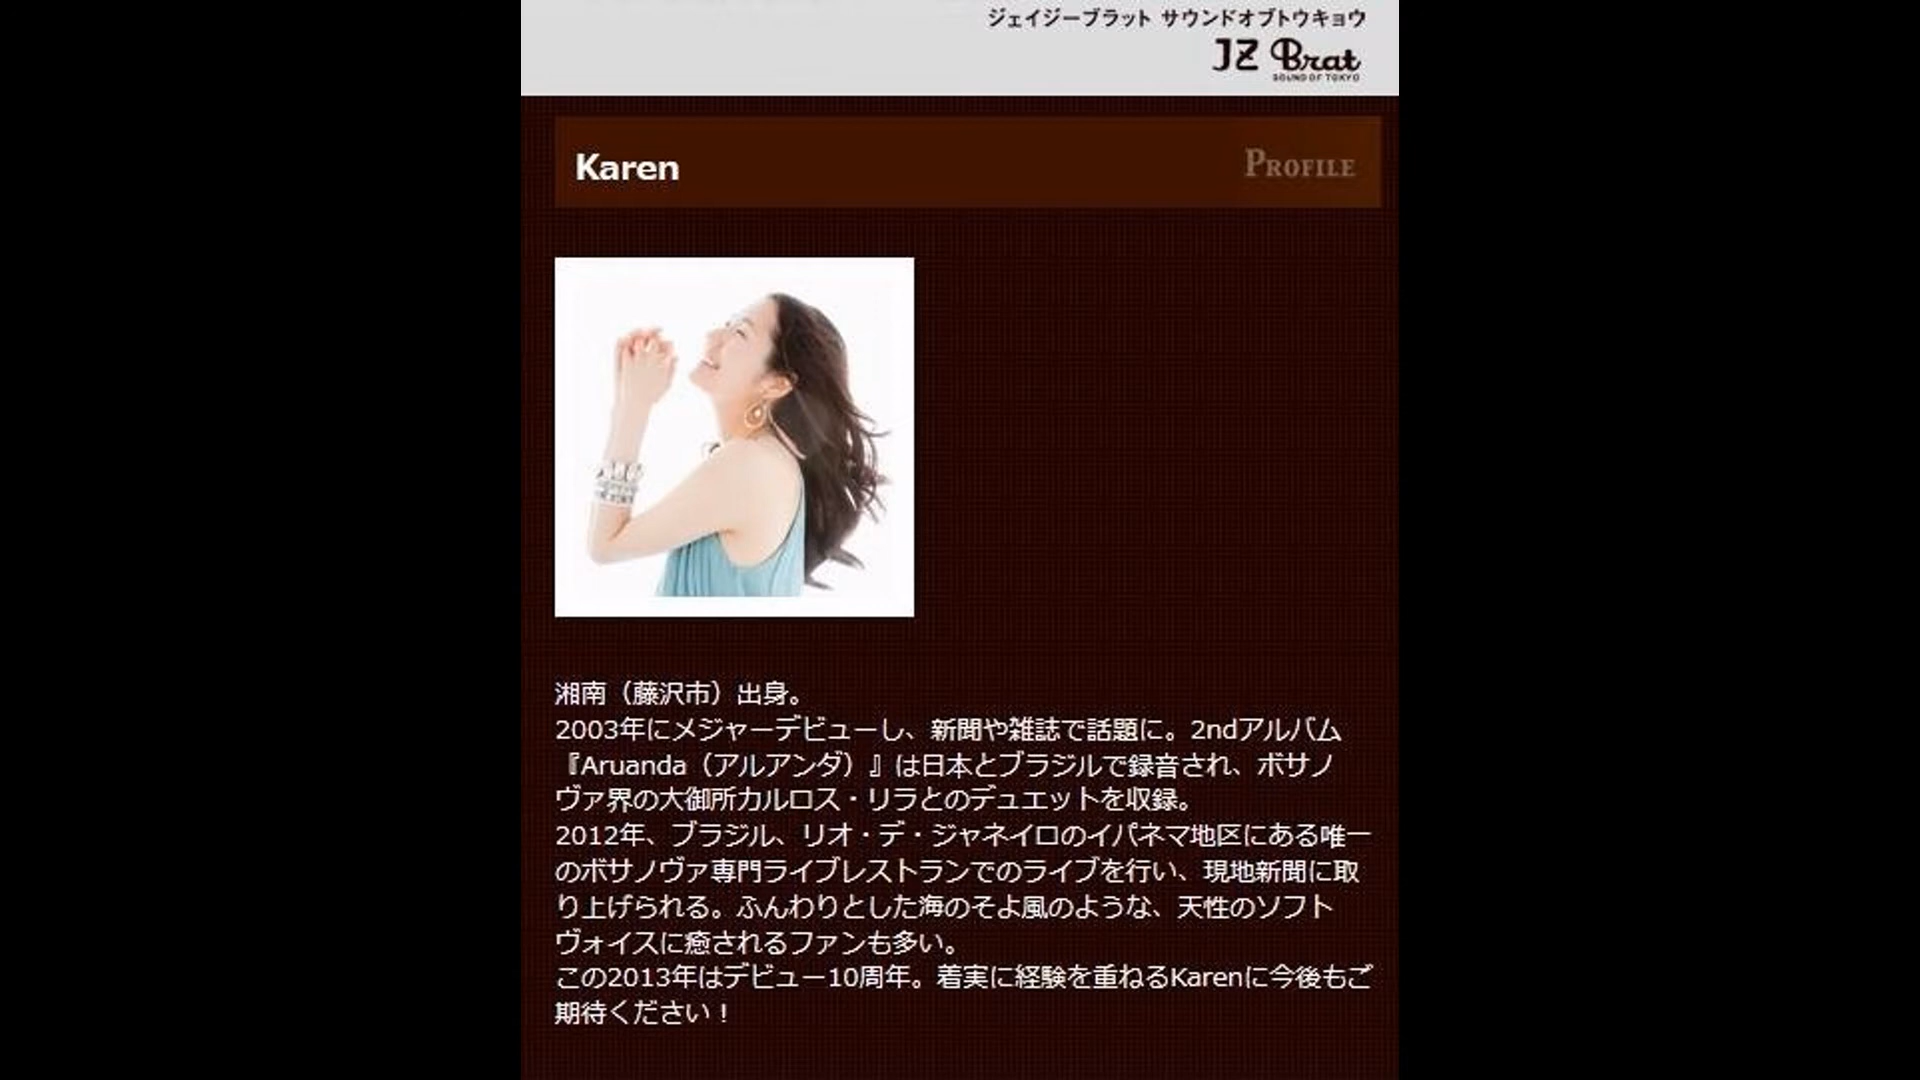 ジェイジーブラット サウンドオブトウキョウ
JZ Brat
SOUND OF TOKYO
Karen
PROFILE
湘南（藤沢市）出身。
2003年にメジャーデビューし、新聞や雑誌で話題に。2ndアルバム
『Aruanda（アルアンダ）』は日本とブラジルで録音され、ボサノ
ヴァ界の大御所カルロス・リラとのデュエットを収録。
2012年、ブラジル、リオ・デ・ジャネイロのイパネマ地区にある唯一
のボサノヴァ専門ライブレストランでのライブを行い、現地新聞に取
り上げられる。ふんわりとした海のそよ風のような、天性のソフト
ヴォイスに癒されるファンも多い。
この2013年はデビュー10周年。着実に経験を重ねるKarenに今後もご
期待ください！